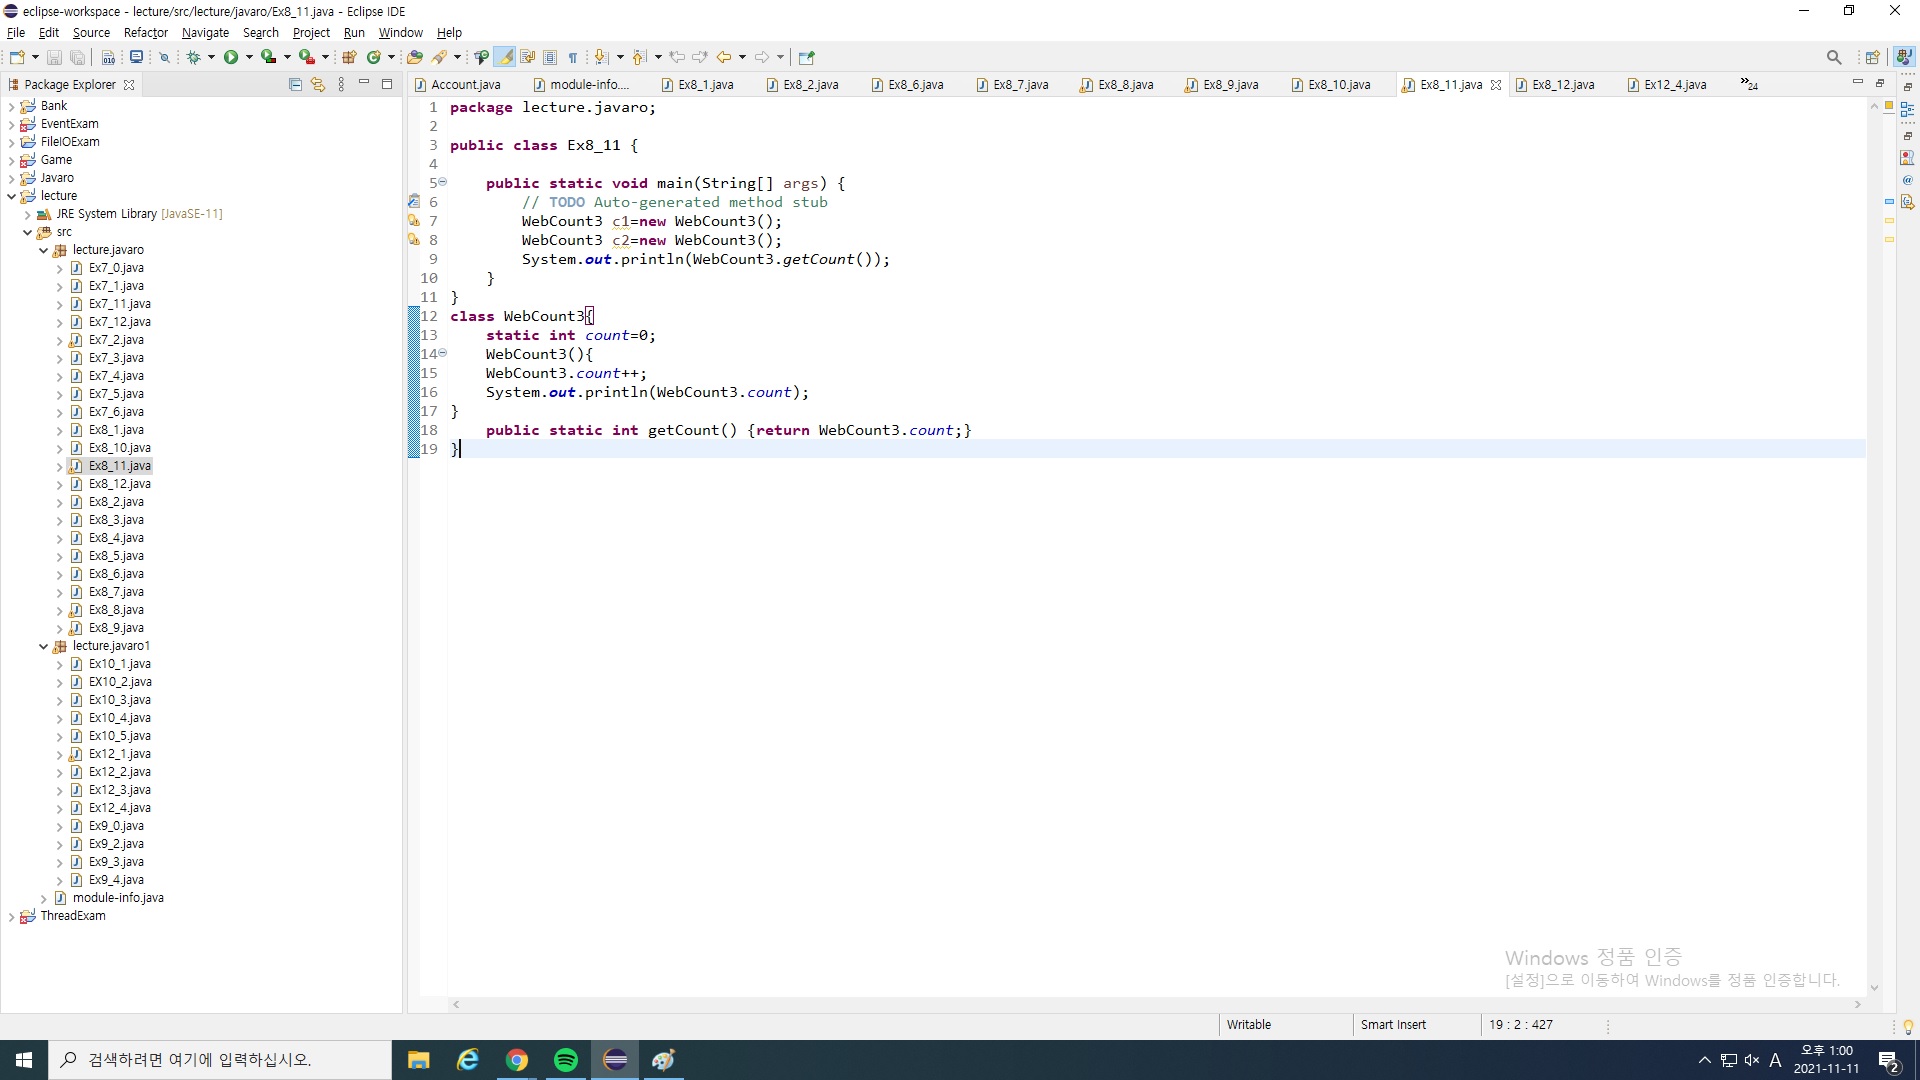 eclipse-workspace - lecture/src/lecture/javaro/Ex8_11.java - Eclipse IDE
File Edit Source Refactor Navigate Search Project Run Window Help
Package Explorer
Account.java module-info.... Ex8_1.java Ex8_2.java Ex8_6.java Ex8_7.java Ex8_8.java Ex8_9.java Ex8_10.java Ex8_11.java Ex8_12.java Ex12_4.java »24
Bank
EventExam
FileIOExam
Game
Javaro
lecture
JRE System Library [JavaSE-11]
src
lecture.javaro
Ex7_0.java
Ex7_1.java
Ex7_11.java
Ex7_12.java
Ex7_2.java
Ex7_3.java
Ex7_4.java
Ex7_5.java
Ex7_6.java
Ex8_1.java
Ex8_10.java
Ex8_11.java
Ex8_12.java
Ex8_2.java
Ex8_3.java
Ex8_4.java
Ex8_5.java
Ex8_6.java
Ex8_7.java
Ex8_8.java
Ex8_9.java
lecture.javaro1
Ex10_1.java
EX10_2.java
Ex10_3.java
Ex10_4.java
Ex10_5.java
Ex12_1.java
Ex12_2.java
Ex12_3.java
Ex12_4.java
Ex9_0.java
Ex9_2.java
Ex9_3.java
Ex9_4.java
module-info.java
ThreadExam
1 package lecture.javaro;
2
3 public class Ex8_11 {
4
5 public static void main(String[] args) {
6 // TODO Auto-generated method stub
7 WebCount3 c1=new WebCount3();
8 WebCount3 c2=new WebCount3();
9 System.out.println(WebCount3.getCount());
10 }
11 }
12 class WebCount3{
13 static int count=0;
14 WebCount3(){
15 WebCount3.count++;
16 System.out.println(WebCount3.count);
17 }
18 public static int getCount() {return WebCount3.count;}
19 }
Windows 정품 인증
[설정]으로 이동하여 Windows를 정품 인증합니다.
Writable Smart Insert 19 : 2 : 427
검색하려면 여기에 입력하십시오.
A 오후 1:00
2021-11-11
2